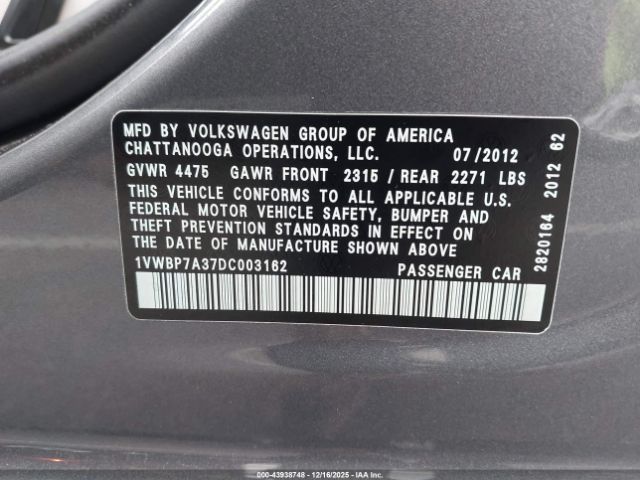 MFD BY VOLKSWAGEN GROUP OF AMERICA
CHATTANOOGA OPERATIONS, LLC. 07/2012
GVWR 4475 GAWR FRONT 2315 / REAR 2271 LBS
THIS VEHICLE CONFORMS TO ALL APPLICABLE U.S.
FEDERAL MOTOR VEHICLE SAFETY, BUMPER AND
THEFT PREVENTION STANDARDS IN EFFECT ON
THE DATE OF MANUFACTURE SHOWN ABOVE
1VWBP7A37DC003162 PASSENGER CAR
2820164 2012 62
000-43938748 - 12/16/2025 - IAA Inc.